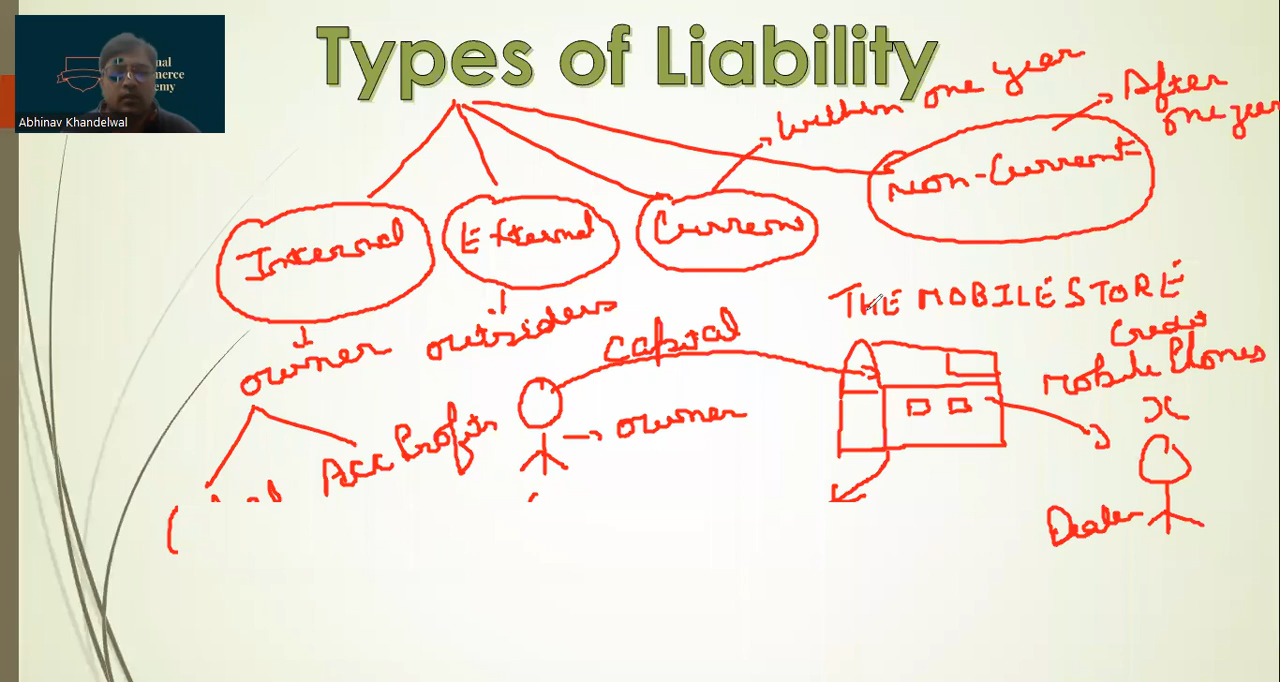 Types of Liability
Abhinav Khandelwal
within one year
After
one year
Internal
External
Current
Non-Current
owner
outsiders
Capital
THE MOBILE STORE
Credit
Mobile Phones
X
Acc Profits
owner
Dealer